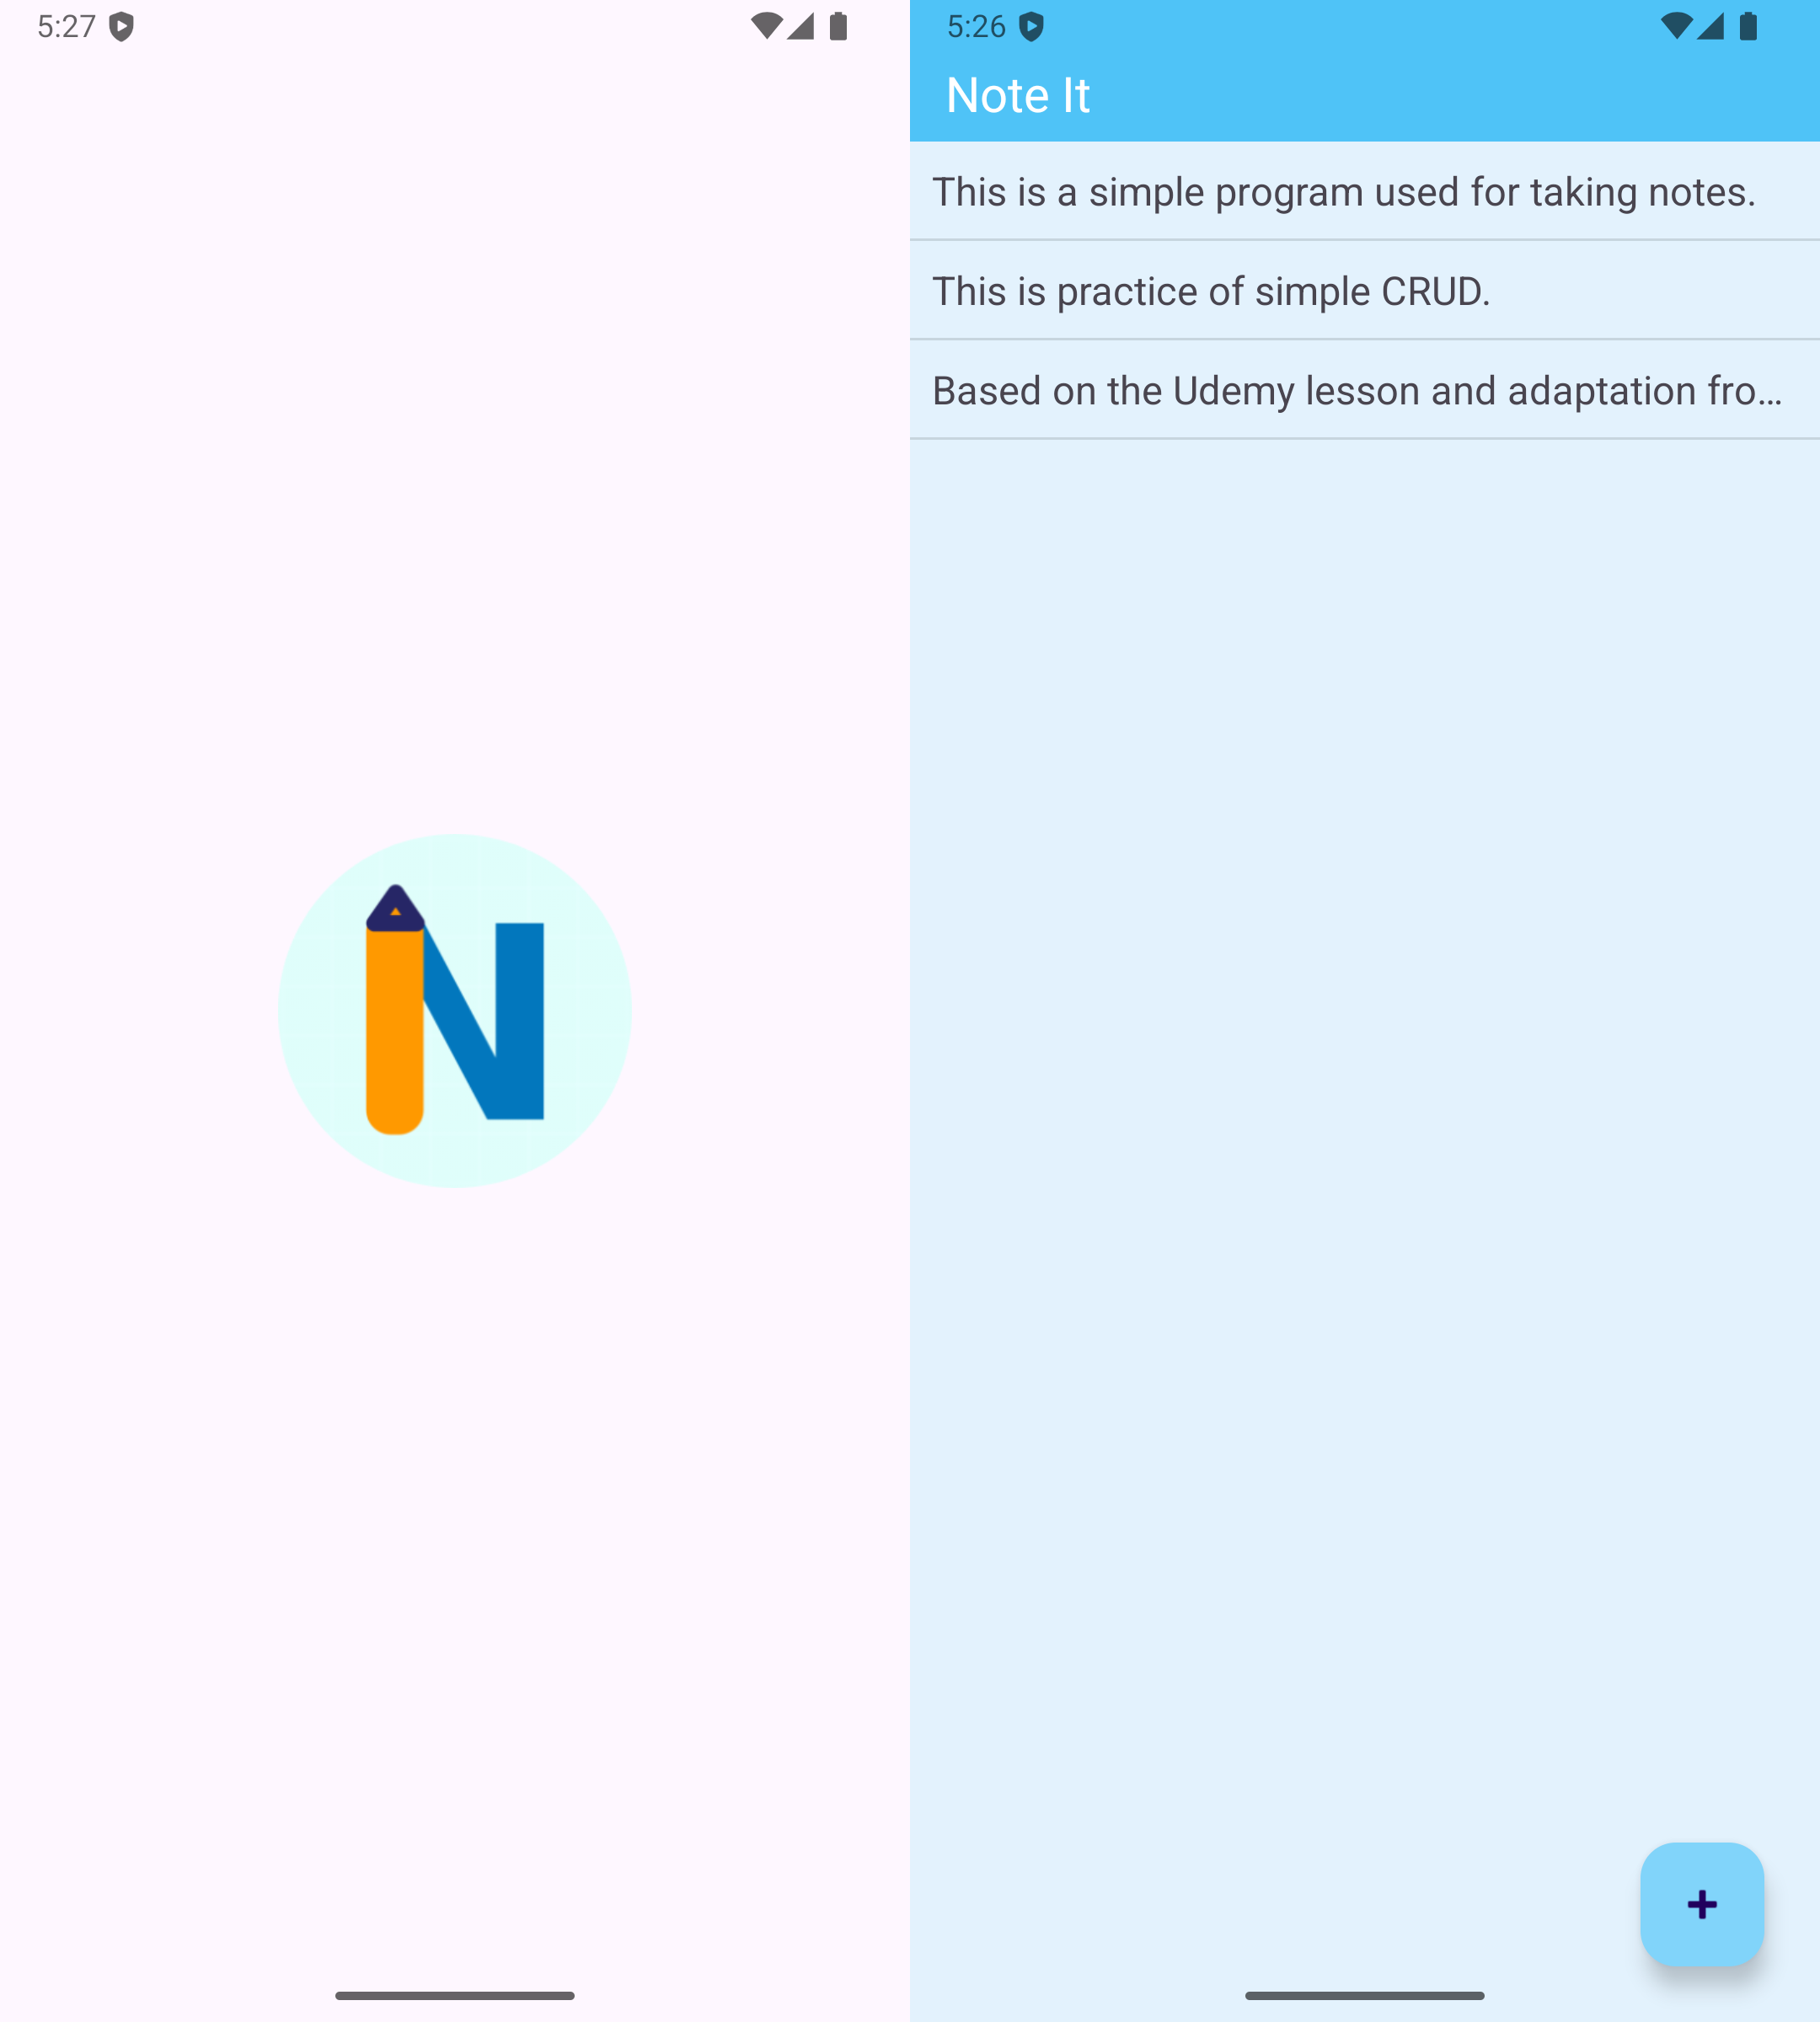 5:27
N
5:26
Note It
This is a simple program used for taking notes.
This is practice of simple CRUD.
Based on the Udemy lesson and adaptation fro...
+